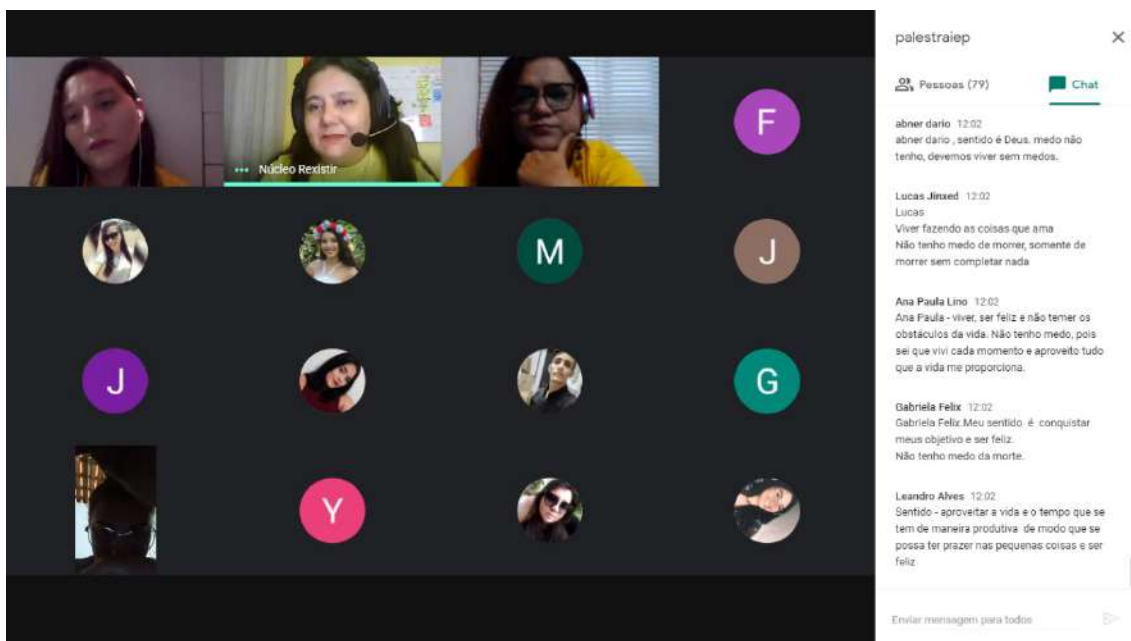 ••• Núcleo Rexistir
F
M
J
J
G
Y
palestraiep
Pessoas (79)
Chat
abner dario 12:02
abner dario , sentido é Deus. medo não
tenho, devemos viver sem medos.
Lucas Jinxed 12:02
Lucas
Viver fazendo as coisas que ama
Não tenho medo de morrer, somente de
morrer sem completar nada
Ana Paula Lino 12:02
Ana Paula - viver, ser feliz e não temer os
obstáculos da vida. Não tenho medo, pois
sei que vivi cada momento e aproveito tudo
que a vida me proporciona.
Gabriela Felix 12:02
Gabriela Felix.Meu sentido é conquistar
meus objetivo e ser feliz.
Não tenho medo da morte.
Leandro Alves 12:02
Sentido - aproveitar a vida e o tempo que se
tem de maneira produtiva de modo que se
possa ter prazer nas pequenas coisas e ser
feliz
Enviar mensagem para todos